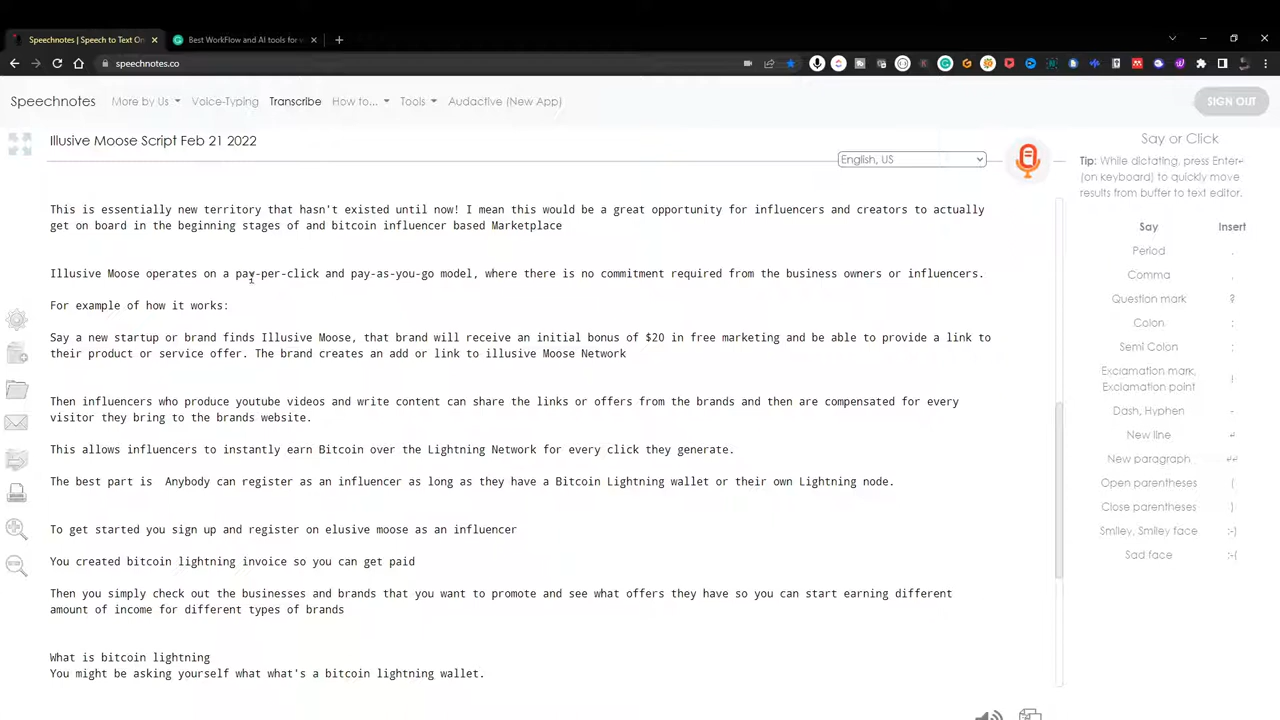 Speechnotes | Speech to Text On
Best WorkFlow and AI tools for
speechnotes.co
Speechnotes
More by Us
Voice-Typing
Transcribe
How to...
Tools
Audactive (New App)
SIGN OUT
Illusive Moose Script Feb 21 2022
English, US
This is essentially new territory that hasn't existed until now! I mean this would be a great opportunity for influencers and creators to actually
get on board in the beginning stages of and bitcoin influencer based Marketplace
Illusive Moose operates on a pay-per-click and pay-as-you-go model, where there is no commitment required from the business owners or influencers.
For example of how it works:
Say a new startup or brand finds Illusive Moose, that brand will receive an initial bonus of $20 in free marketing and be able to provide a link to
their product or service offer. The brand creates an add or link to illusive Moose Network
Then influencers who produce youtube videos and write content can share the links or offers from the brands and then are compensated for every
visitor they bring to the brands website.
This allows influencers to instantly earn Bitcoin over the Lightning Network for every click they generate.
The best part is  Anybody can register as an influencer as long as they have a Bitcoin Lightning wallet or their own Lightning node.
To get started you sign up and register on elusive moose as an influencer
You created bitcoin lightning invoice so you can get paid
Then you simply check out the businesses and brands that you want to promote and see what offers they have so you can start earning different
amount of income for different types of brands
What is bitcoin lightning
You might be asking yourself what what's a bitcoin lightning wallet.
Say or Click
Tip: While dictating, press Enter↵
(on keyboard) to quickly move
results from buffer to text editor.
Say Insert
Period .
Comma ,
Question mark ?
Colon :
Semi Colon ;
Exclamation mark,
Exclamation point !
Dash, Hyphen -
New line ↵
New paragraph ↵↵
Open parentheses (
Close parentheses )
Smiley, Smiley face :-)
Sad face :-(